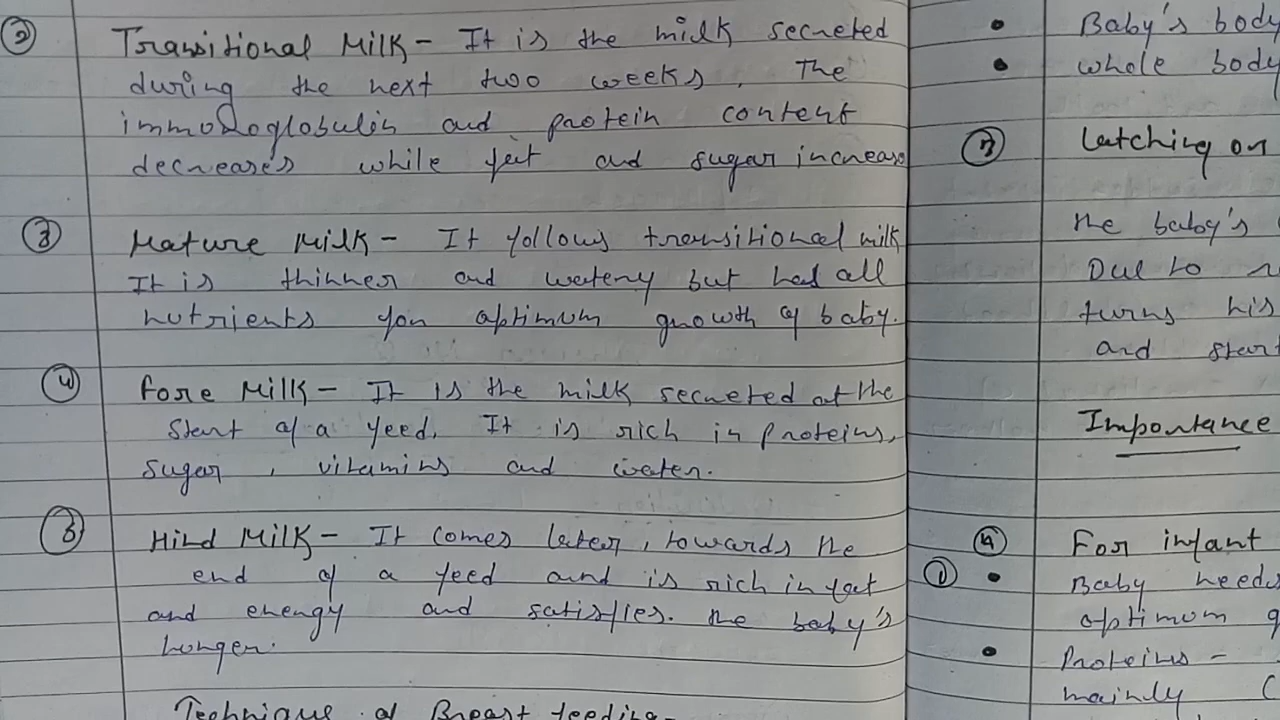 ② Transitional Milk - It is the milk secreted
during the next two weeks. The
immunoglobulin and protein content
decreases while fat and sugar increase
③ Mature Milk - It follows transitional milk
It is thinner and watery but had all
nutrients for optimum growth of baby.
④ Fore Milk - It is the milk secreted at the
start of a feed. It is rich in proteins,
sugar, vitamins and water.
⑤ Hind Milk - It comes later, towards the
end of a feed and is rich in fat
and energy and satisfies. the baby's
hunger.
Technique of Breast feeding -
• Baby's body
• whole body
Latching on
the baby's
Due to
turns his
and start
Importance
For infant
① • Baby needs
optimum g
• Proteins -
mainly (